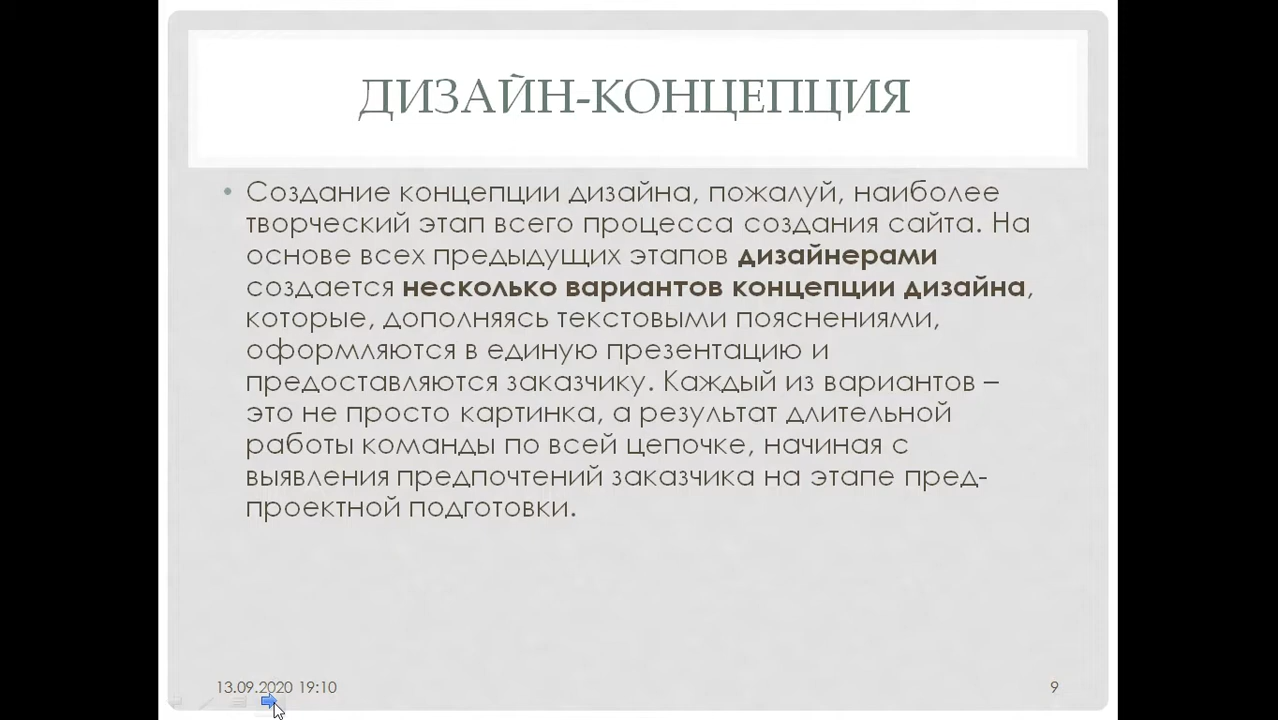 ДИЗАЙН-КОНЦЕПЦИЯ
• Создание концепции дизайна, пожалуй, наиболее
творческий этап всего процесса создания сайта. На
основе всех предыдущих этапов дизайнерами
создается несколько вариантов концепции дизайна,
которые, дополняясь текстовыми пояснениями,
оформляются в единую презентацию и
предоставляются заказчику. Каждый из вариантов –
это не просто картинка, а результат длительной
работы команды по всей цепочке, начиная с
выявления предпочтений заказчика на этапе пред-
проектной подготовки.
13.09.2020 19:10
9